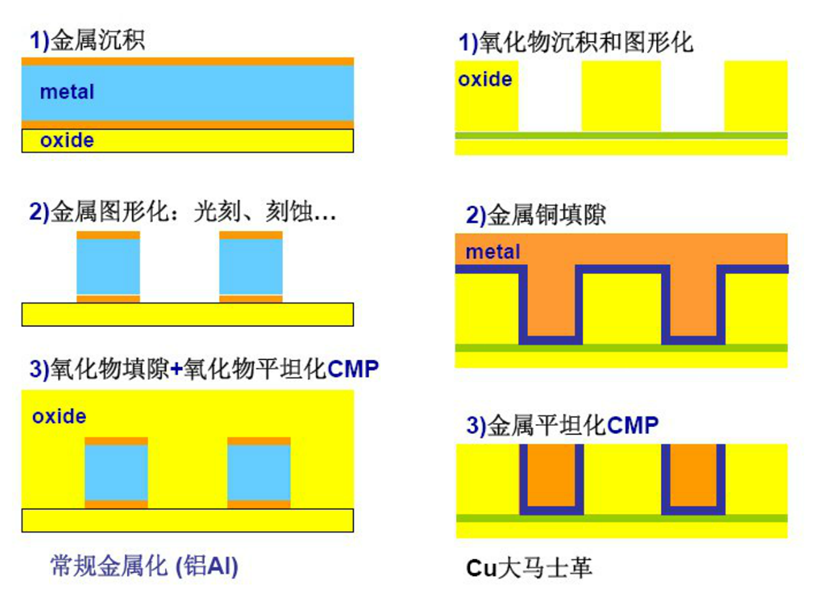 1)金属沉积
metal
oxide
2)金属图形化：光刻、刻蚀...
3)氧化物填隙+氧化物平坦化CMP
oxide
常规金属化 (铝Al)
1)氧化物沉积和图形化
oxide
2)金属铜填隙
metal
3)金属平坦化CMP
Cu大马士革